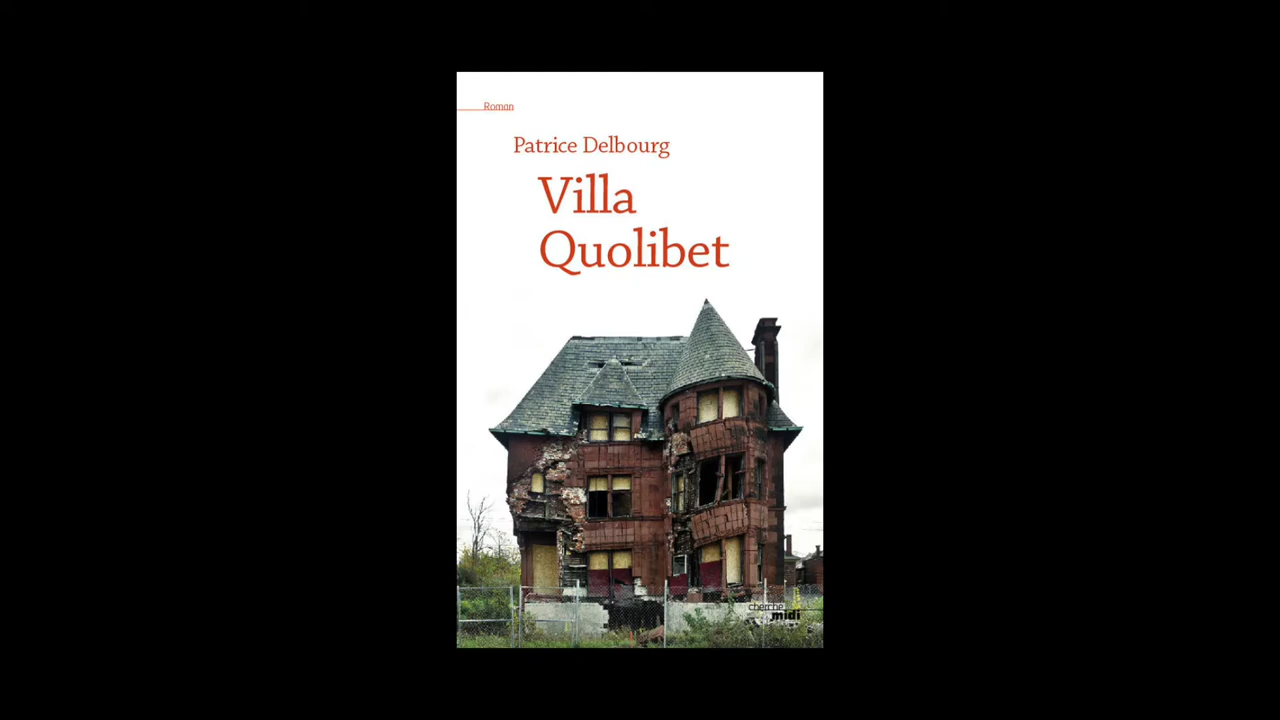 Roman
Patrice Delbourg
Villa
Quolibet
cherche
midi